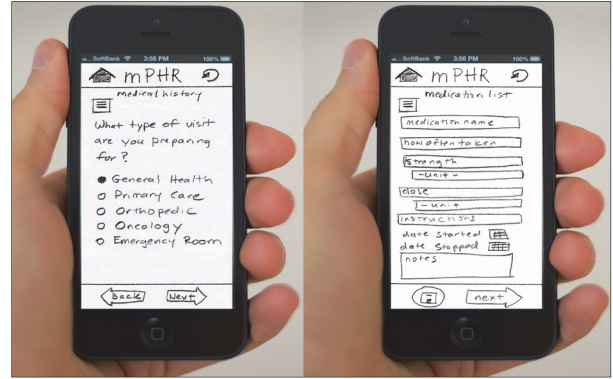 SoftBank 3:56 PM 100%
mPHR
medical history
What type of visit
are you preparing
for?
General Health
Primary Care
Orthopedic
Oncology
Emergency Room
Back Next
SoftBank 3:56 PM 100%
mPHR
medication list
medication name
how often taken
strength
-unit-
dose
-unit-
instructions
date started
date stopped
notes
next